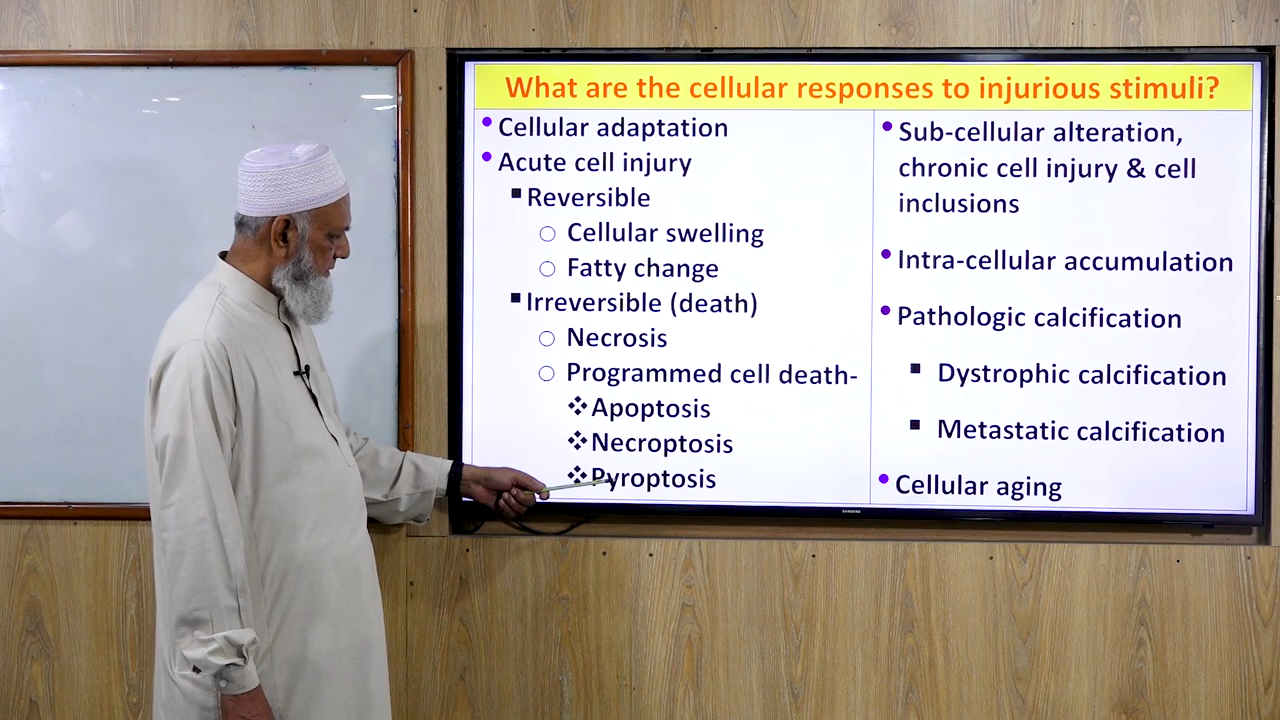 What are the cellular responses to injurious stimuli?
• Cellular adaptation
• Acute cell injury
▪ Reversible
○ Cellular swelling
○ Fatty change
▪ Irreversible (death)
○ Necrosis
○ Programmed cell death-
❖ Apoptosis
❖ Necroptosis
❖ Pyroptosis
• Sub-cellular alteration,
chronic cell injury & cell
inclusions
• Intra-cellular accumulation
• Pathologic calcification
▪ Dystrophic calcification
▪ Metastatic calcification
• Cellular aging
SAMSUNG